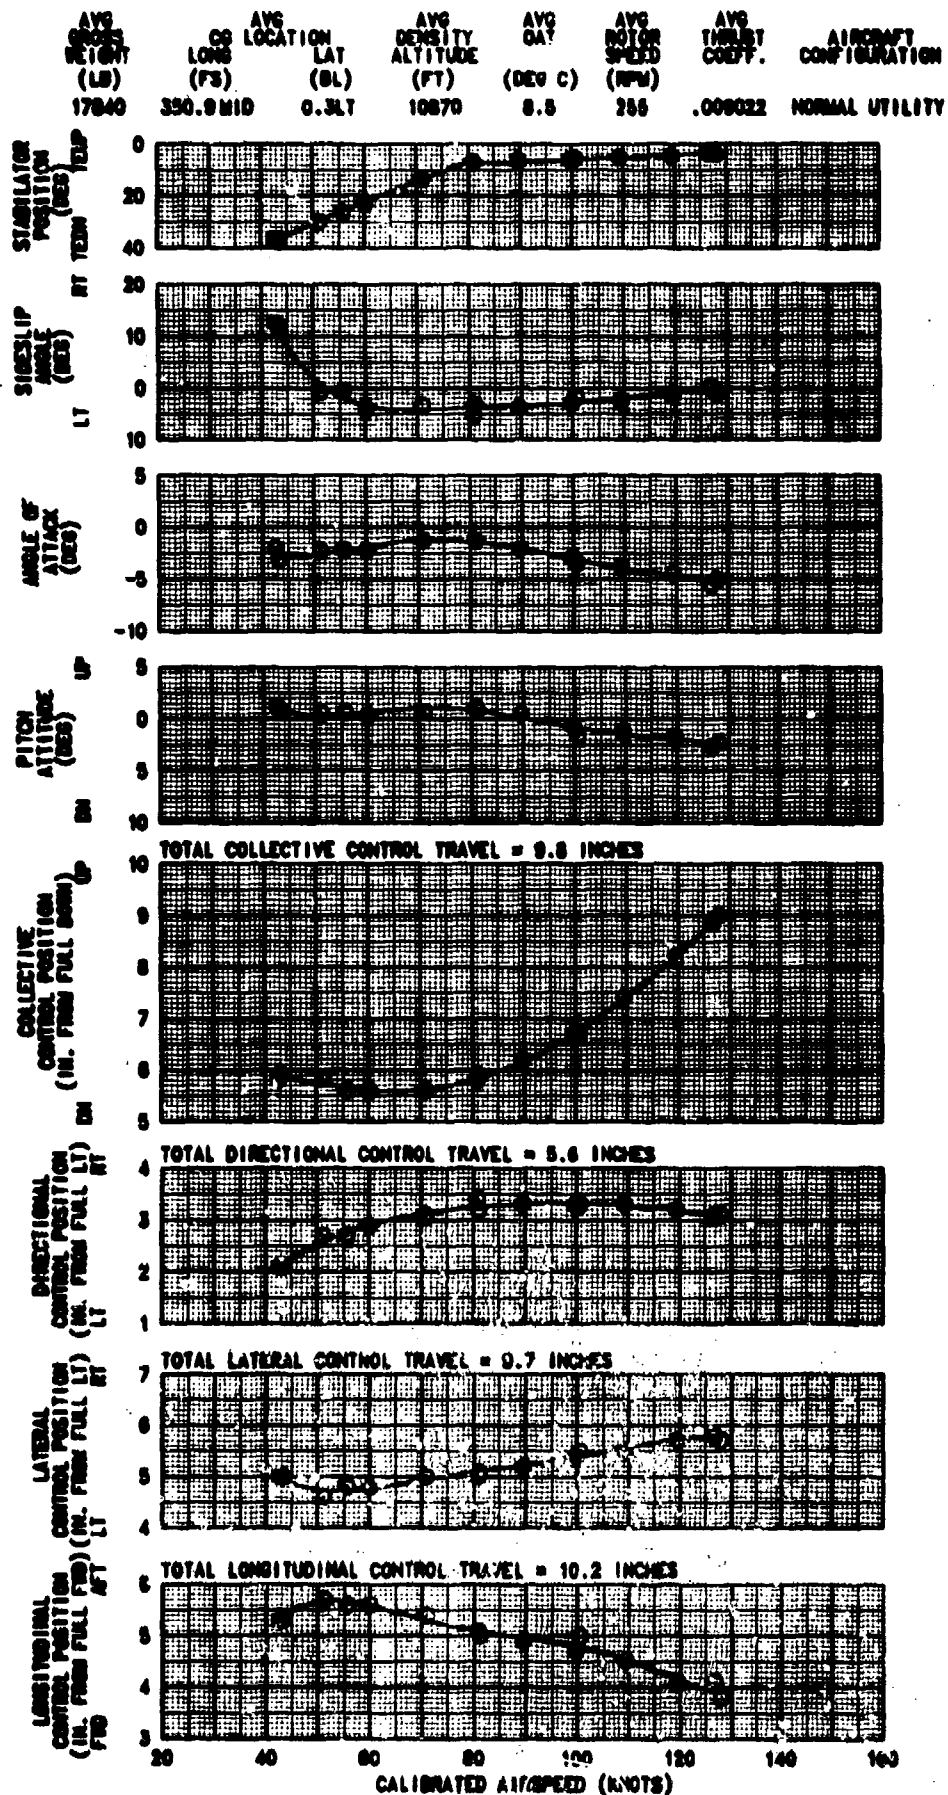 AVG AVG AVG AVG AVG AVG
GROSS CG LOCATION DENSITY OAT ROTOR THRUST AIRCRAFT
WEIGHT LONG LAT ALTITUDE SPEED COEFF. CONFIGURATION
(LB) (FS) (BL) (FT) (DEG C) (RPM)
17840 350.9 MID 0.3LT 10870 8.5 255 .009022 NORMAL UTILITY
STABILATOR
POSITION
(DEG)
TEDN TEUP
0
20
40
SIDESLIP
ANGLE
(DEG)
LT RT
20
10
0
10
ANGLE OF
ATTACK
(DEG)
5
0
-5
-10
PITCH
ATTITUDE
(DEG)
DN UP
5
0
5
10
TOTAL COLLECTIVE CONTROL TRAVEL = 9.8 INCHES
COLLECTIVE
CONTROL POSITION
(IN. FROM FULL DOWN)
DN UP
10
9
8
7
6
5
TOTAL DIRECTIONAL CONTROL TRAVEL = 5.6 INCHES
DIRECTIONAL
CONTROL POSITION
(IN. FROM FULL LT)
LT RT
4
3
2
1
TOTAL LATERAL CONTROL TRAVEL = 9.7 INCHES
LATERAL
CONTROL POSITION
(IN. FROM FULL LT)
LT RT
7
6
5
4
TOTAL LONGITUDINAL CONTROL TRAVEL = 10.2 INCHES
LONGITUDINAL
CONTROL POSITION
(IN. FROM FULL FWD)
FWD AFT
6
5
4
3
20 40 60 80 100 120 140 160
CALIBRATED AIRSPEED (KNOTS)